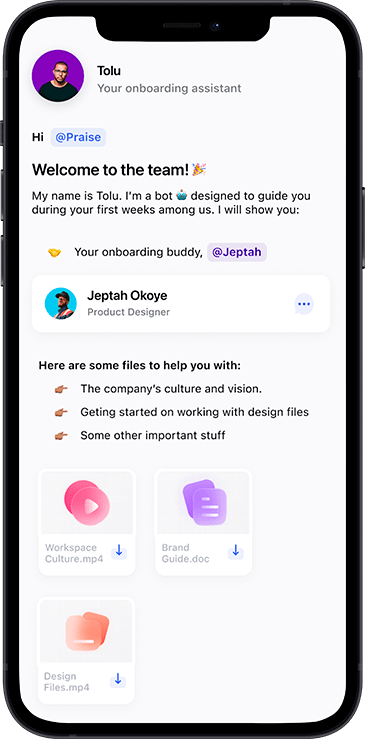 Tolu
Your onboarding assistant
Hi @Praise
Welcome to the team! 🎉
My name is Tolu. I'm a bot 🤖 designed to guide you
during your first weeks among us. I will show you:
🤝 Your onboarding buddy, @Jeptah
Jeptah Okoye
Product Designer
Here are some files to help you with:
👉🏽 The company's culture and vision.
👉🏽 Geting started on working with design files
👉🏽 Some other important stuff
Workspace
Culture.mp4
Brand
Guide.doc
Design
Files.mp4